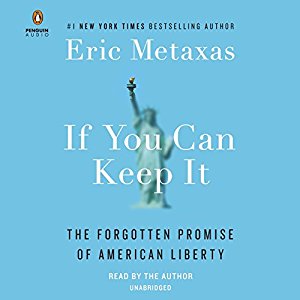 PENGUIN
AUDIO
#1 NEW YORK TIMES BESTSELLING AUTHOR
Eric Metaxas
If You Can
Keep It
THE FORGOTTEN PROMISE
OF AMERICAN LIBERTY
READ BY THE AUTHOR
UNABRIDGED